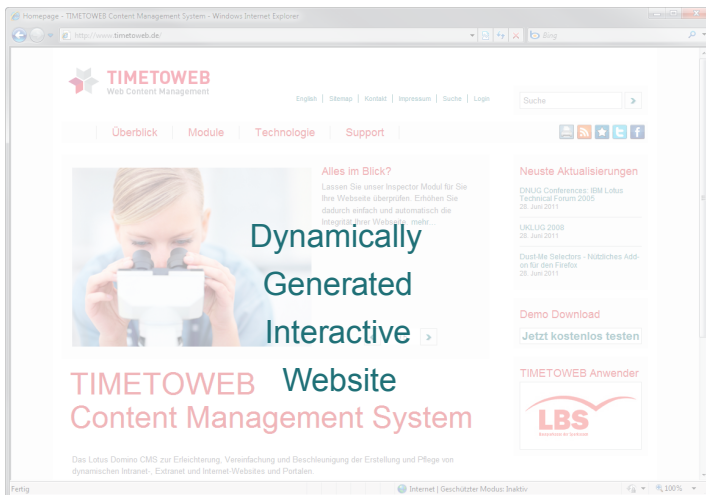 Homepage - TIMETOWEB Content Management System - Windows Internet Explorer
http://www.timetoweb.de/
Bing
TIMETOWEB
Web Content Management
English | Sitemap | Kontakt | Impressum | Suche | Login
Suche
Überblick Module Technologie Support
Alles im Blick?
Lassen Sie unser Inspector Modul für Sie
Ihre Webseite überprüfen. Erhöhen Sie
dadurch einfach und automatisch die
Integrität Ihrer Webseite. mehr...
Neuste Aktualisierungen
DNUG Conferences: IBM Lotus
Technical Forum 2005
28. Juni 2011
UKLUG 2008
28. Juni 2011
Dust-Me Selectors - Nützliches Add-
on für den Firefox
28. Juni 2011
Dynamically
Generated
Interactive
Website
Demo Download
Jetzt kostenlos testen
TIMETOWEB Anwender
LBS
TIMETOWEB
Content Management System
Das Lotus Domino CMS zur Erleichterung, Vereinfachung und Beschleunigung der Erstellung und Pflege von
dynamischen Intranet-, Extranet und Internet-Websites und Portalen.
Fertig
Internet | Geschützter Modus: Inaktiv
100%